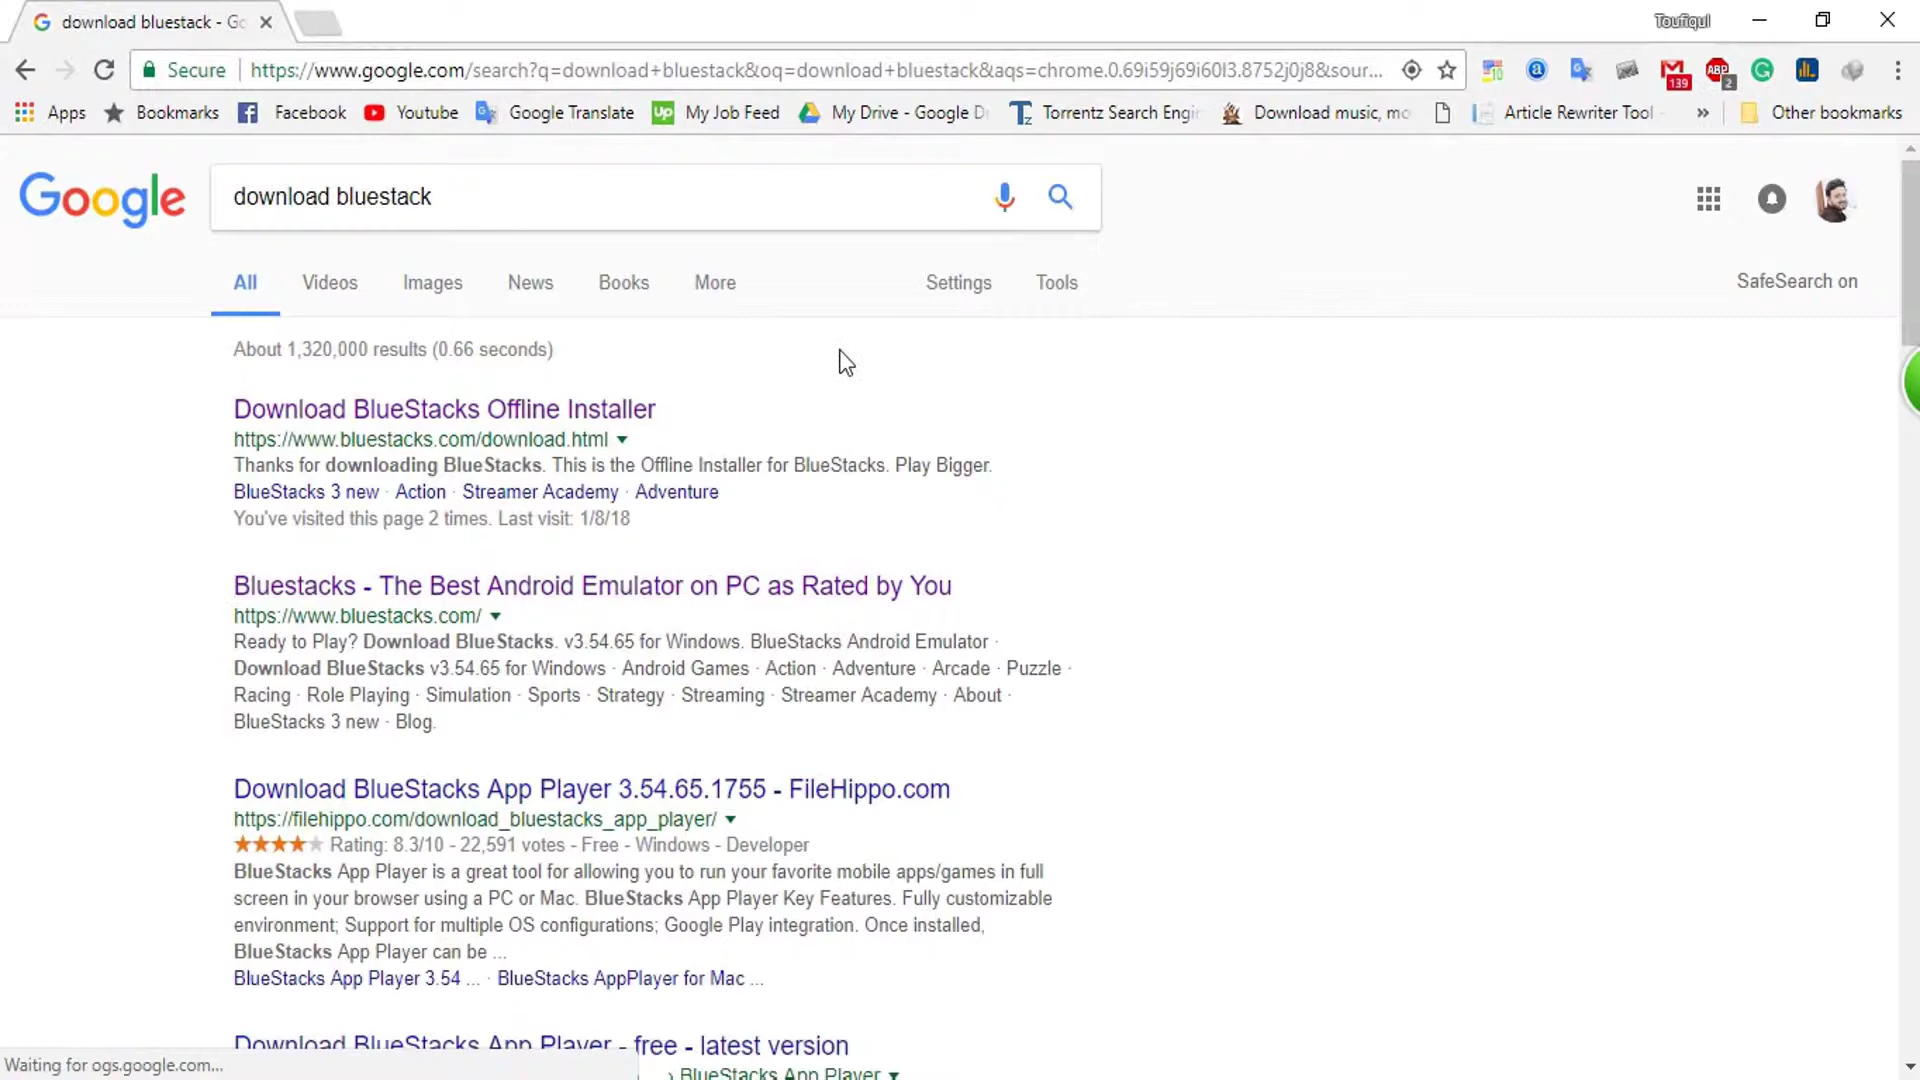 download bluestack - Go
Toufiqul
Secure
https://www.google.com/search?q=download+bluestack&oq=download+bluestack&aqs=chrome.0.69i59j69i60l3.8752j0j8&sour...
10
139
ABP
2
Apps
Bookmarks
Facebook
Youtube
Google Translate
Up
My Job Feed
My Drive - Google D
Torrentz Search Engi
Download music, mo
Article Rewriter Tool
»
Other bookmarks
Google
download bluestack
All
Videos
Images
News
Books
More
Settings
Tools
SafeSearch on
About 1,320,000 results (0.66 seconds)
Download BlueStacks Offline Installer
https://www.bluestacks.com/download.html
Thanks for downloading BlueStacks. This is the Offline Installer for BlueStacks. Play Bigger.
BlueStacks 3 new · Action · Streamer Academy · Adventure
You've visited this page 2 times. Last visit: 1/8/18
Bluestacks - The Best Android Emulator on PC as Rated by You
https://www.bluestacks.com/
Ready to Play? Download BlueStacks. v3.54.65 for Windows. BlueStacks Android Emulator ·
Download BlueStacks v3.54.65 for Windows · Android Games · Action · Adventure · Arcade · Puzzle ·
Racing · Role Playing · Simulation · Sports · Strategy · Streaming · Streamer Academy · About ·
BlueStacks 3 new · Blog.
Download BlueStacks App Player 3.54.65.1755 - FileHippo.com
https://filehippo.com/download_bluestacks_app_player/
Rating: 8.3/10 - 22,591 votes - Free - Windows - Developer
BlueStacks App Player is a great tool for allowing you to run your favorite mobile apps/games in full
screen in your browser using a PC or Mac. BlueStacks App Player Key Features. Fully customizable
environment; Support for multiple OS configurations; Google Play integration. Once installed,
BlueStacks App Player can be ...
BlueStacks App Player 3.54 ... · BlueStacks AppPlayer for Mac ...
Download BlueStacks App Player - free - latest version
› BlueStacks App Player
Waiting for ogs.google.com...